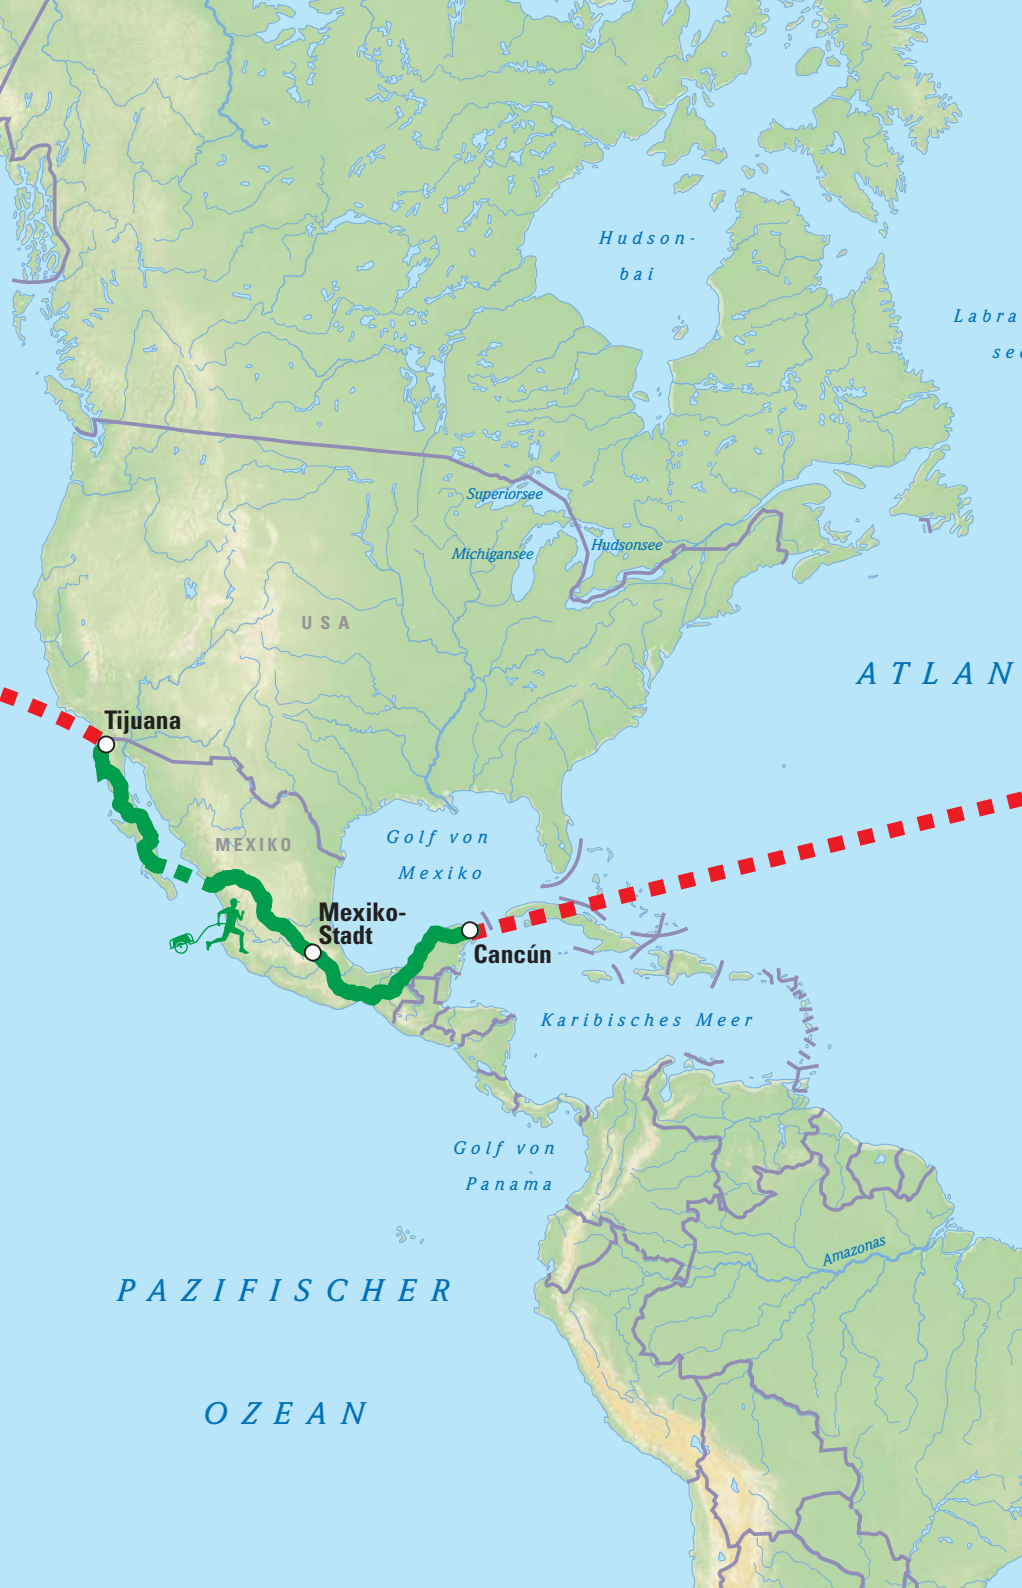 Hudson-
bai
Labra
see
Superiorsee
Michigansee
Hudsonsee
USA
ATLAN
Tijuana
MEXIKO
Golf von
Mexiko
Mexiko-
Stadt
Cancún
Karibisches Meer
Golf von
Panama
Amazonas
PAZIFISCHER
OZEAN